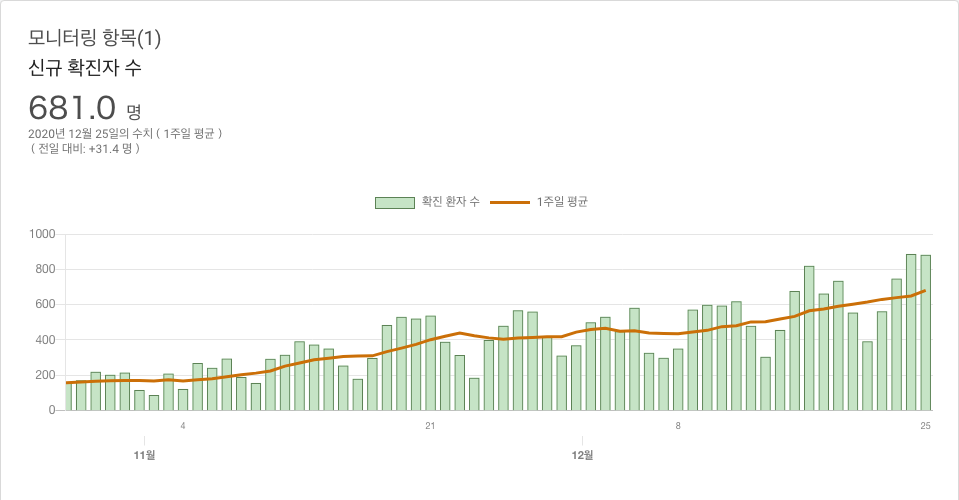 모니터링 항목(1)
신규 확진자 수
681.0 명
2020년 12월 25일의 수치 ( 1주일 평균 )
( 전일 대비: +31.4 명 )
확진 환자 수 1주일 평균
1000
800
600
400
200
0
4 21 8 25
11월 12월